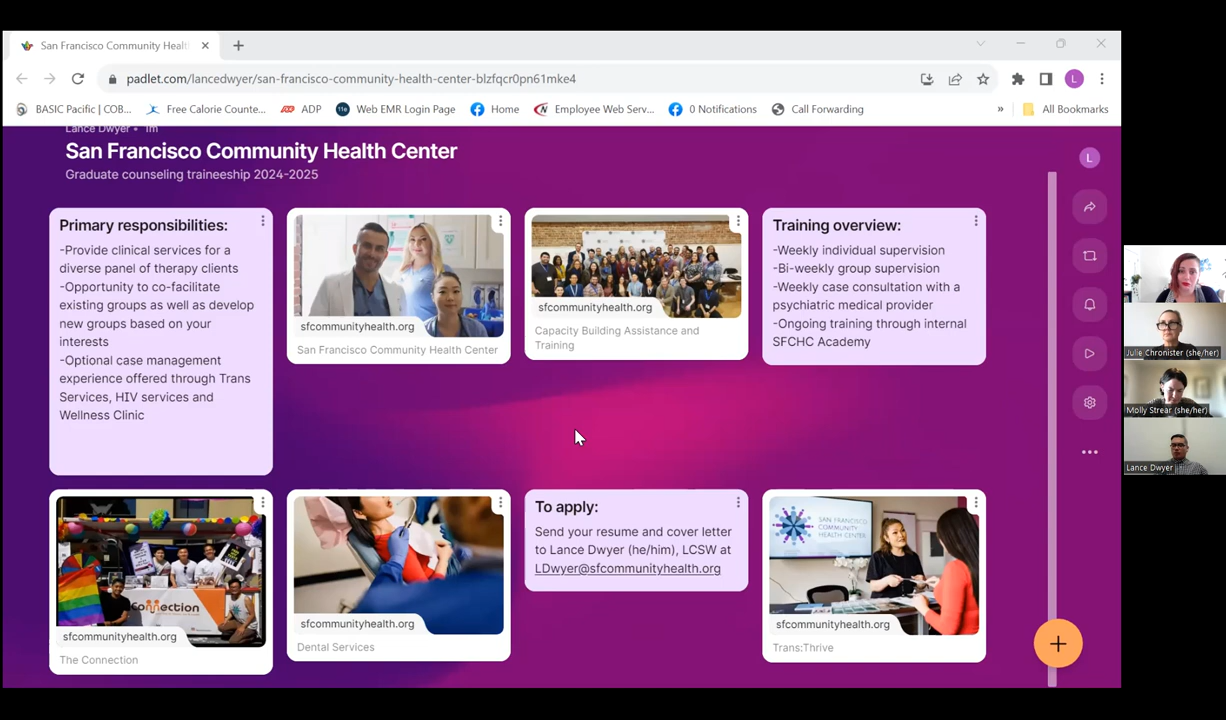 San Francisco Community Healt
padlet.com/lancedwyer/san-francisco-community-health-center-blzfqcr0pn61mke4
L
BASIC Pacific | COB...
Free Calorie Counte...
ADP
Web EMR Login Page
Home
Employee Web Serv...
0 Notifications
Call Forwarding
»
All Bookmarks
Lance Dwyer • 1m
San Francisco Community Health Center
Graduate counseling traineeship 2024-2025
L
Primary responsibilities:
-Provide clinical services for a
diverse panel of therapy clients
-Opportunity to co-facilitate
existing groups as well as develop
new groups based on your
interests
-Optional case management
experience offered through Trans
Services, HIV services and
Wellness Clinic
sfcommunityhealth.org
San Francisco Community Health Center
sfcommunityhealth.org
Capacity Building Assistance and
Training
Training overview:
-Weekly individual supervision
-Bi-weekly group supervision
-Weekly case consultation with a
psychiatric medical provider
-Ongoing training through internal
SFCHC Academy
Connection
sfcommunityhealth.org
The Connection
sfcommunityhealth.org
Dental Services
To apply:
Send your resume and cover letter
to Lance Dwyer (he/him), LCSW at
LDwyer@sfcommunityhealth.org
SAN FRANCISCO
COMMUNITY
HEALTH CENTER
sfcommunityhealth.org
Trans:Thrive
Julie Chronister (she/her)
Molly Strear (she/her)
Lance Dwyer